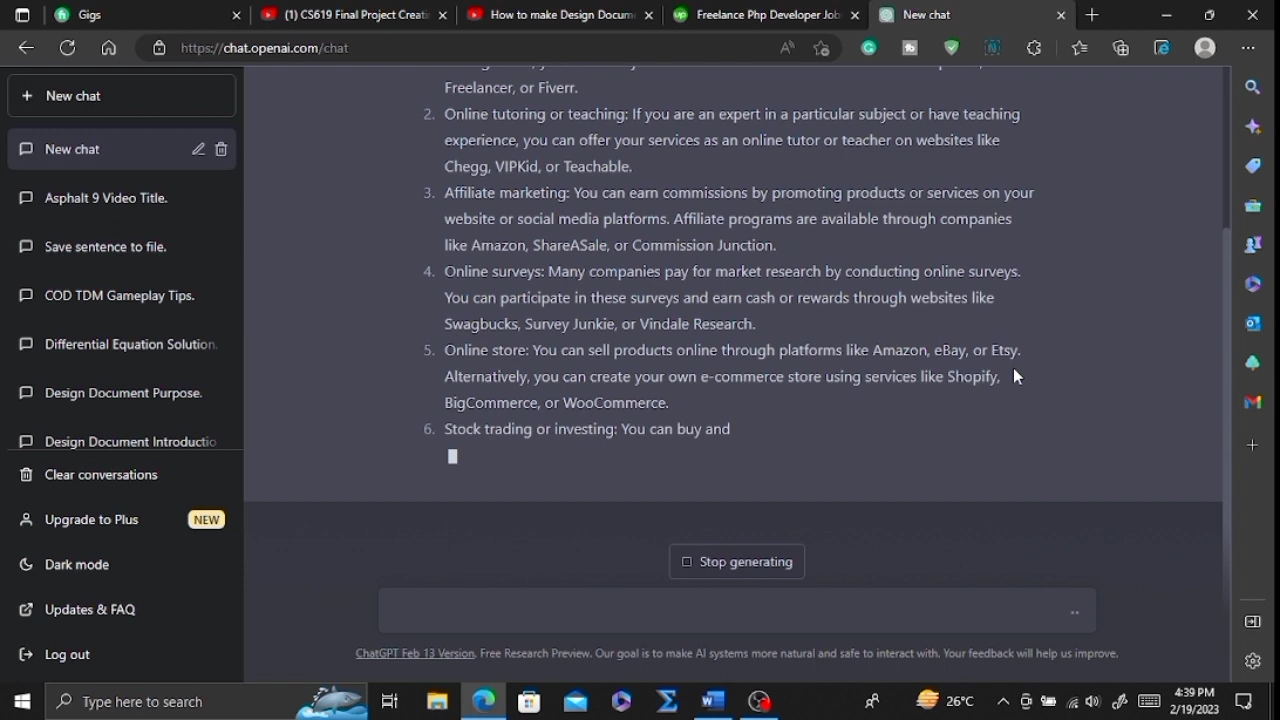 Gigs
(1) CS619 Final Project Creati
How to make Design Docum
Freelance Php Developer Job
New chat
https://chat.openai.com/chat
New chat
New chat
Asphalt 9 Video Title.
Save sentence to file.
COD TDM Gameplay Tips.
Differential Equation Solution.
Design Document Purpose.
Design Document Introductio
Clear conversations
Upgrade to Plus NEW
Dark mode
Updates & FAQ
Log out
Freelancer, or Fiverr.
2. Online tutoring or teaching: If you are an expert in a particular subject or have teaching
experience, you can offer your services as an online tutor or teacher on websites like
Chegg, VIPKid, or Teachable.
3. Affiliate marketing: You can earn commissions by promoting products or services on your
website or social media platforms. Affiliate programs are available through companies
like Amazon, ShareASale, or Commission Junction.
4. Online surveys: Many companies pay for market research by conducting online surveys.
You can participate in these surveys and earn cash or rewards through websites like
Swagbucks, Survey Junkie, or Vindale Research.
5. Online store: You can sell products online through platforms like Amazon, eBay, or Etsy.
Alternatively, you can create your own e-commerce store using services like Shopify,
BigCommerce, or WooCommerce.
6. Stock trading or investing: You can buy and
Stop generating
ChatGPT Feb 13 Version. Free Research Preview. Our goal is to make AI systems more natural and safe to interact with. Your feedback will help us improve.
Type here to search
26°C
4:39 PM
2/19/2023